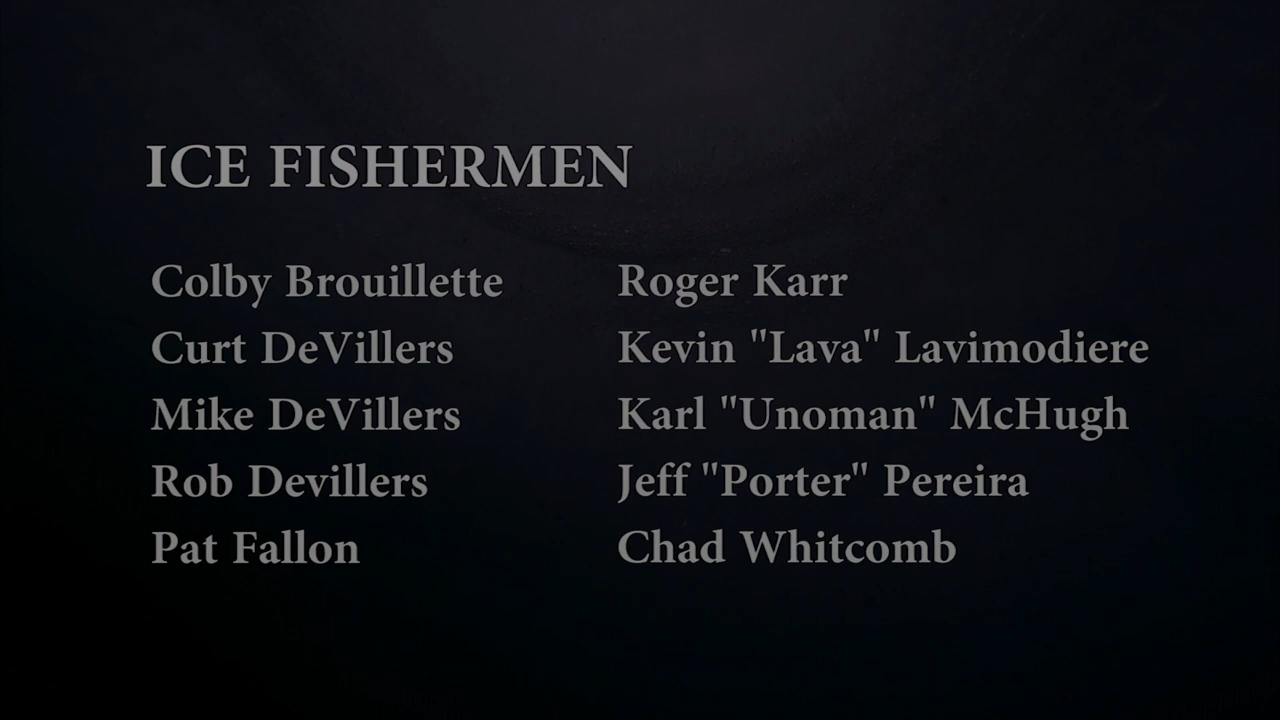 ICE FISHERMEN
Colby Brouillette
Curt DeVillers
Mike DeVillers
Rob Devillers
Pat Fallon
Roger Karr
Kevin "Lava" Lavimodiere
Karl "Unoman" McHugh
Jeff "Porter" Pereira
Chad Whitcomb